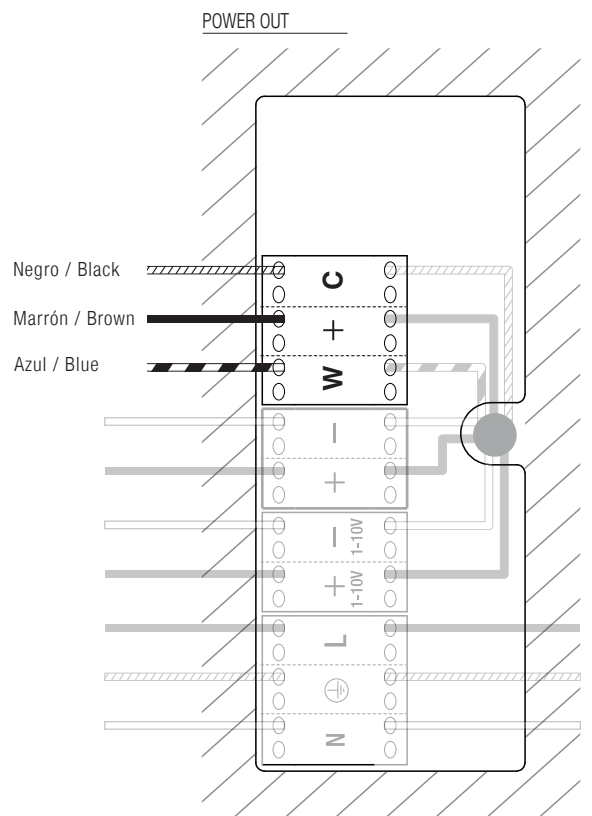 POWER OUT
Negro / Black
C
Marrón / Brown
+
Azul / Blue
W
−
+
− 1-10V
+ 1-10V
L
N